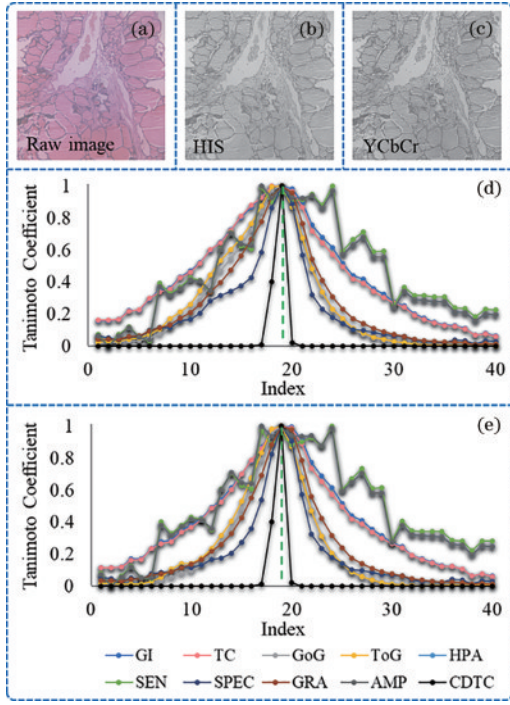 (a)
Raw image
(b)
HIS
(c)
YCbCr
(d)
Tanimoto Coefficient
1
0.8
0.6
0.4
0.2
0
0 10 20 30 40
Index
(e)
Tanimoto Coefficient
1
0.8
0.6
0.4
0.2
0
0 10 20 30 40
Index
GI TC GoG ToG HPA
SEN SPEC GRA AMP CDTC